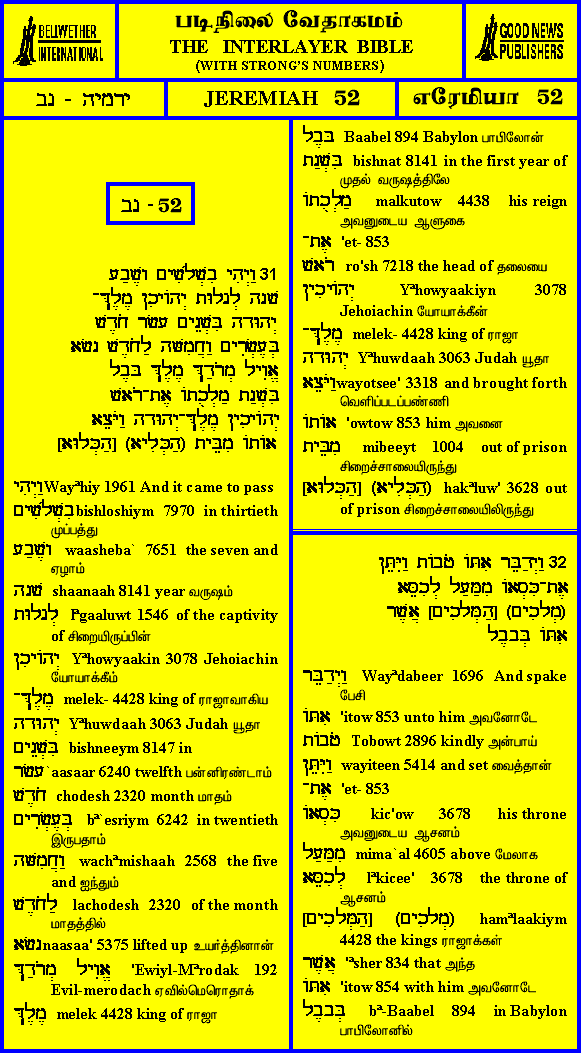 BELLWETHER
INTERNATIONAL
படிநிலை வேதாகமம்
THE INTERLAYER BIBLE
(WITH STRONG'S NUMBERS)
GOOD NEWS
PUBLISHERS
ירמיה - נב
JEREMIAH 52
எரேமியா 52
נב - 52
31 וַיְהִי בִשְׁלֹשִׁים וָשֶׁבַע
שָׁנָה לְגָלוּת יְהוֹיָכִן מֶלֶךְ־
יְהוּדָה בִּשְׁנֵים עָשָׂר חֹדֶשׁ
בְּעֶשְׂרִים וַחֲמִשָּׁה לַחֹדֶשׁ נָשָׂא
אֱוִיל מְרֹדַךְ מֶלֶךְ בָּבֶל
בִּשְׁנַת מַלְכֻתוֹ אֶת־רֹאשׁ
יְהוֹיָכִין מֶלֶךְ־יְהוּדָה וַיֹּצֵא
אוֹתוֹ מִבֵּית (הַכְּלִיא) [הַכְּלוּא]
וַיְהִי Wayᵃhiy 1961 And it came to pass
בִשְׁלֹשִׁים bishloshiym 7970 in thirtieth
முப்பத்து
וָשֶׁבַע waasheba` 7651 the seven and
ஏழாம்
שָׁנָה shaanaah 8141 year வருஷம்
לְגָלוּת lᵃgaaluwt 1546 of the captivity
of சிறையிருப்பின்
יְהוֹיָכִן Yᵃhowyaakin 3078 Jehoiachin
யோயாக்கீம்
מֶלֶךְ־ melek- 4428 king of ராஜாவாகிய
יְהוּדָה Yᵃhuwdaah 3063 Judah யூதா
בִּשְׁנֵים bishneeym 8147 in
עָשָׂר `aasaar 6240 twelfth பன்னிரண்டாம்
חֹדֶשׁ chodesh 2320 month மாதம்
בְּעֶשְׂרִים bᵃ`esriym 6242 in twentieth
இருபதாம்
וַחֲמִשָּׁה wachᵃmishaah 2568 the five
and ஐந்தும்
לַחֹדֶשׁ lachodesh 2320 of the month
மாதத்தில்
נָשָׂא naasaa' 5375 lifted up உயர்த்தினான்
אֱוִיל מְרֹדַךְ 'Ewiyl-Mᵃrodak 192
Evil-merodach ஏவில்மெரொதாக்
מֶלֶךְ melek 4428 king of ராஜா
בָּבֶל Baabel 894 Babylon பாபிலோன்
בִּשְׁנַת bishnat 8141 in the first year of
முதல் வருஷத்திலே
מַלְכֻתוֹ malkutow 4438 his reign
அவனுடைய ஆளுகை
אֶת־ 'et- 853
רֹאשׁ ro'sh 7218 the head of தலையை
יְהוֹיָכִין Yᵃhowyaakiyn 3078
Jehoiachin யோயாக்கீன்
מֶלֶךְ־ melek- 4428 king of ராஜா
יְהוּדָה Yᵃhuwdaah 3063 Judah யூதா
וַיֹּצֵא wayotsee' 3318 and brought forth
வெளிப்படப்பண்ணி
אוֹתוֹ 'owtow 853 him அவனை
מִבֵּית mibeeyt 1004 out of prison
சிறைச்சாலையிருந்து
(הַכְּלִיא) [הַכְּלוּא] hakᵃluw' 3628 out
of prison சிறைச்சாலையிலிருந்து
32 וַיְדַבֵּר אִתּוֹ טֹבוֹת וַיִּתֵּן
אֶת־כִּסְאוֹ מִמַּעַל לְכִסֵּא
(מְלָכִים) [הַמְּלָכִים] אֲשֶׁר
אִתּוֹ בְּבָבֶל
וַיְדַבֵּר Wayᵃdabeer 1696 And spake
பேசி
אִתּוֹ 'itow 853 unto him அவனோடே
טֹבוֹת Tobowt 2896 kindly அன்பாய்
וַיִּתֵּן wayiteen 5414 and set வைத்தான்
אֶת־ 'et- 853
כִּסְאוֹ kic'ow 3678 his throne
அவனுடைய ஆசனம்
מִמַּעַל mima`al 4605 above மேலாக
לְכִסֵּא lᵃkicee' 3678 the throne of
ஆசனம்
(מְלָכִים) [הַמְּלָכִים] hamᵃlaakiym
4428 the kings ராஜாக்கள்
אֲשֶׁר 'ᵃsher 834 that அந்த
אִתּוֹ 'itow 854 with him அவனோடே
בְּבָבֶל bᵃ-Baabel 894 in Babylon
பாபிலோனில்